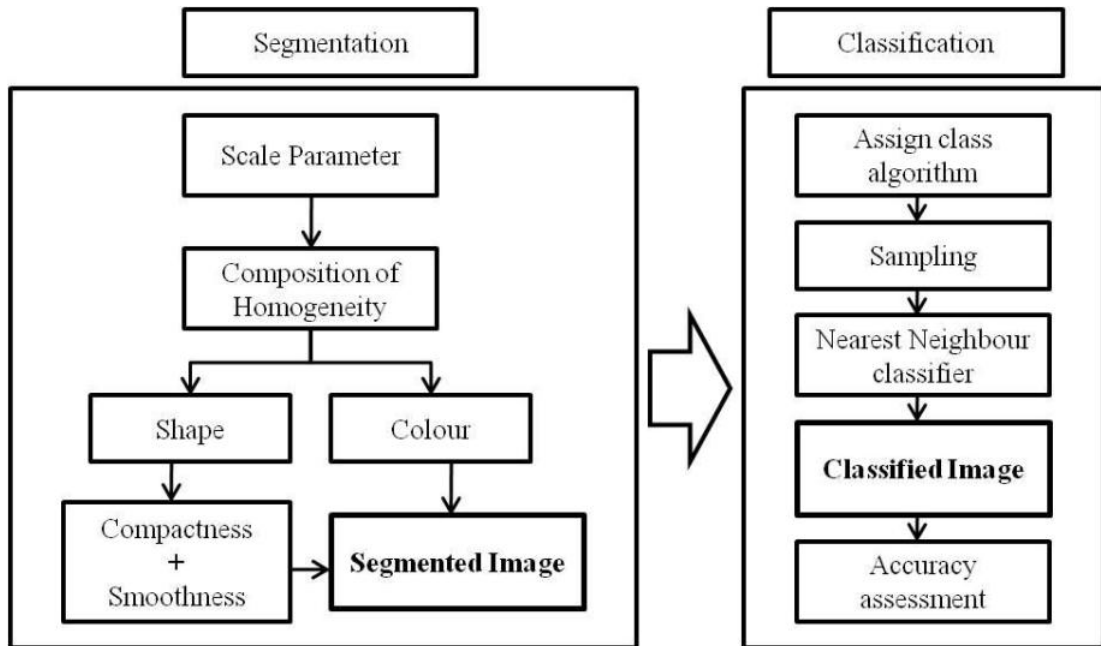 Segmentation
Classification
Scale Parameter
Composition of
Homogeneity
Shape
Colour
Compactness
+
Smoothness
Segmented Image
Assign class
algorithm
Sampling
Nearest Neighbour
classifier
Classified Image
Accuracy
assessment